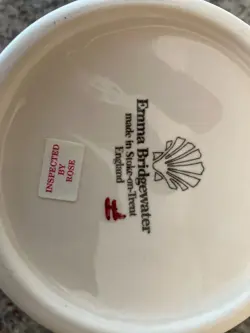 Emma Bridgewater
made in Stoke-on-Trent
England
INSPECTED
BY
ROSE